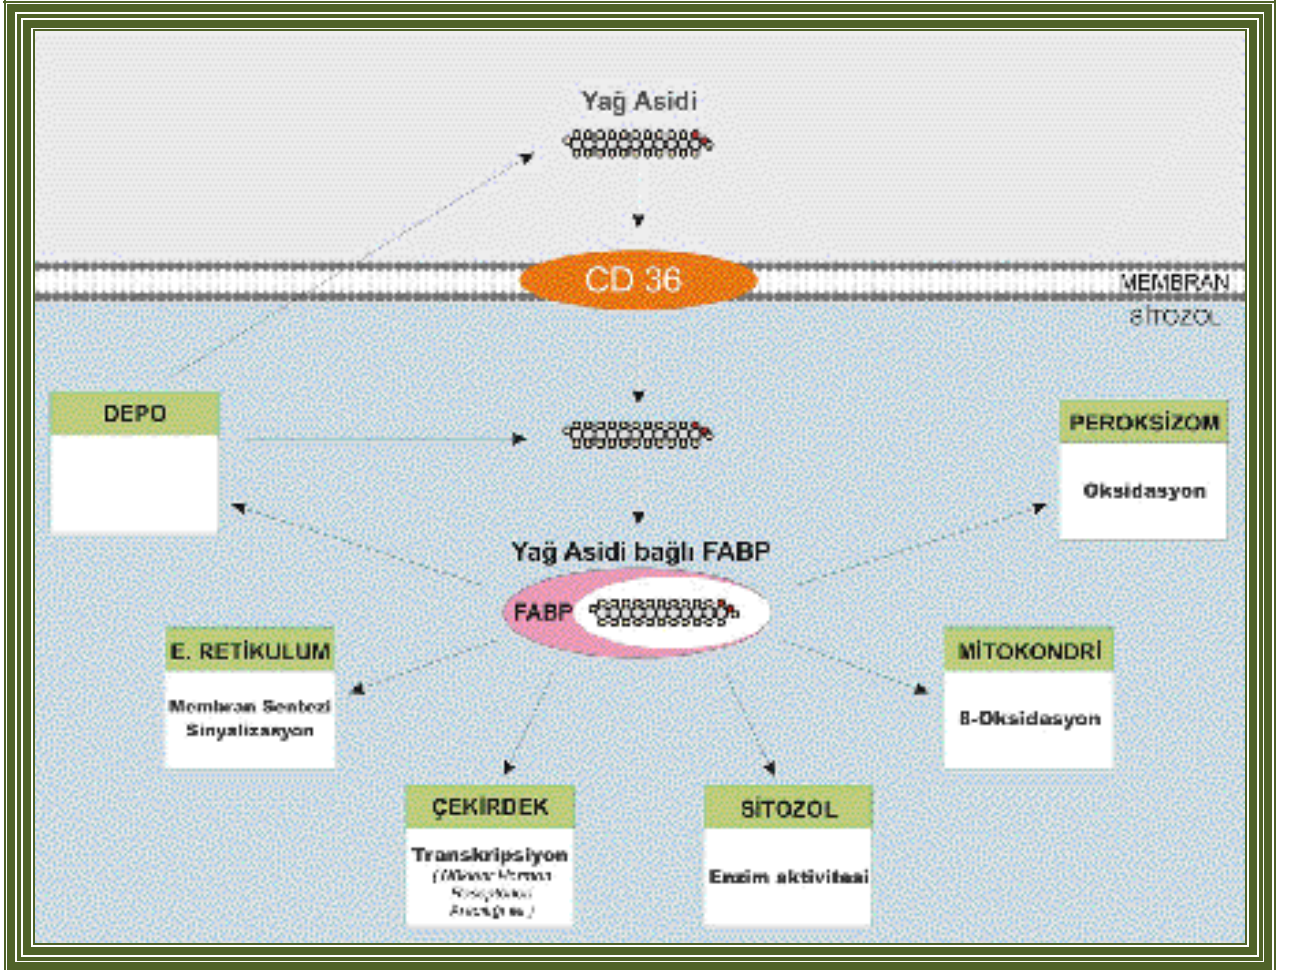 Yağ Asidi
CD 36
MEMBRAN
SİTOZOL
DEPO
PEROKSİZOM
Oksidasyon
Yağ Asidi bağlı FABP
FABP
E. RETİKULUM
Membran Sentezi
Sinyalizasyon
MİTOKONDRİ
ß-Oksidasyon
ÇEKİRDEK
Transkripsiyon
SİTOZOL
Enzim aktivitesi